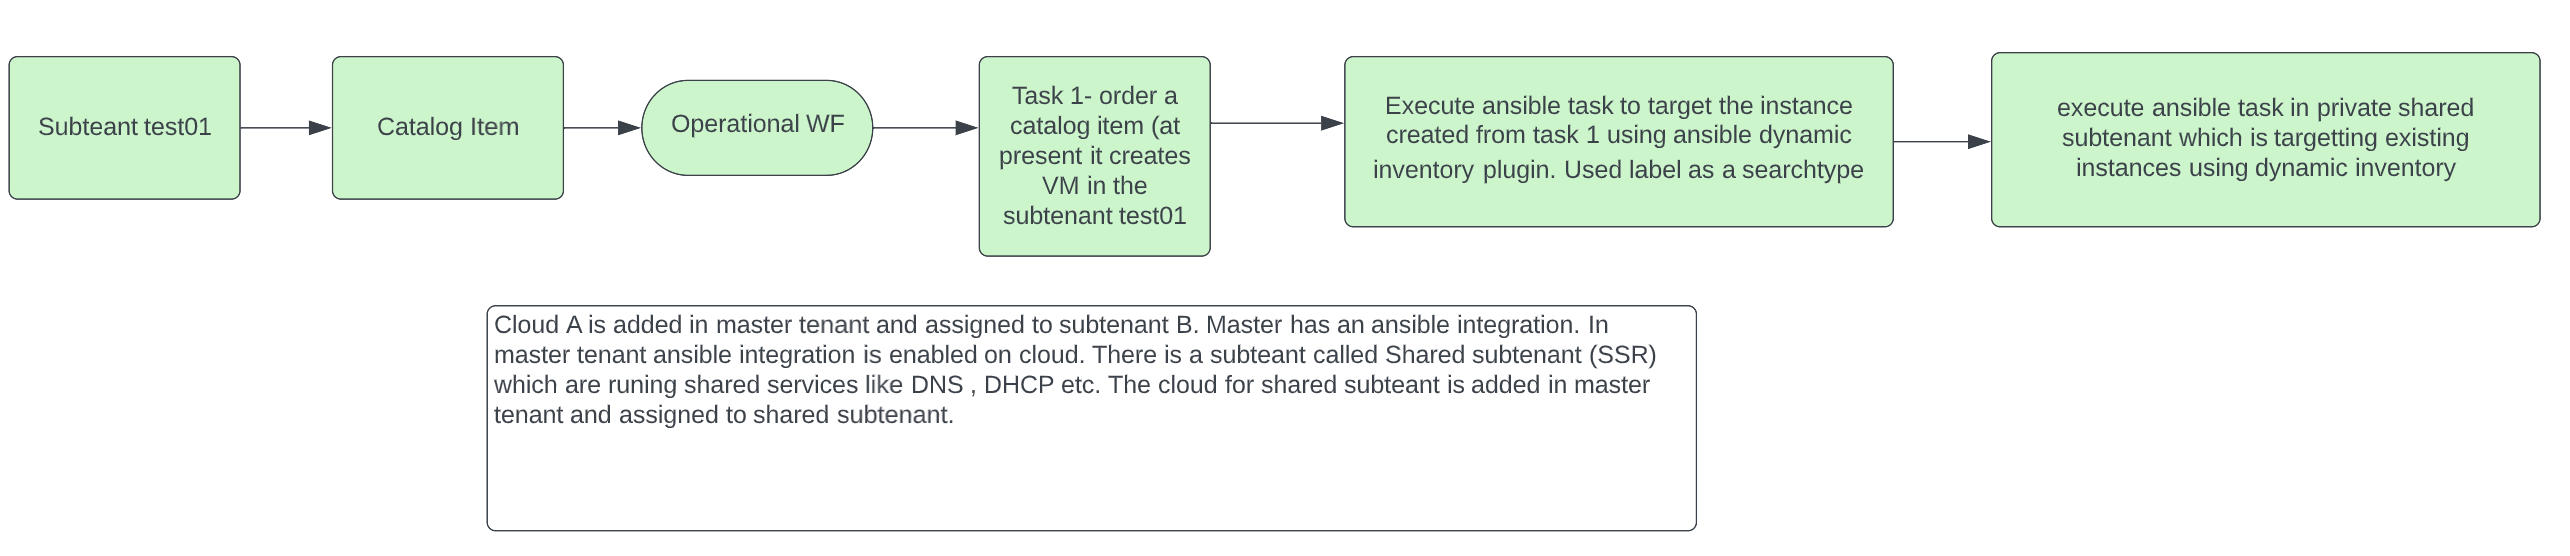 Subteant test01
Catalog Item
Operational WF
Task 1- order a
catalog item (at
present it creates
VM in the
subtenant test01
Execute ansible task to target the instance
created from task 1 using ansible dynamic
inventory plugin. Used label as a searchtype
execute ansible task in private shared
subtenant which is targetting existing
instances using dynamic inventory
Cloud A is added in master tenant and assigned to subtenant B. Master has an ansible integration. In
master tenant ansible integration is enabled on cloud. There is a subteant called Shared subtenant (SSR)
which are runing shared services like DNS , DHCP etc. The cloud for shared subteant is added in master
tenant and assigned to shared subtenant.